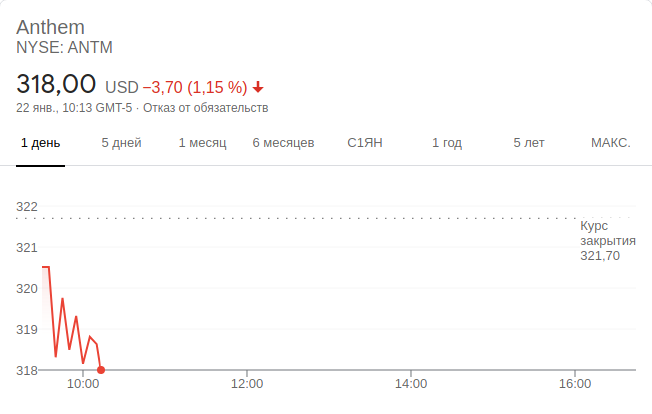 Anthem
NYSE: ANTM
318,00 USD −3,70 (1,15 %)
22 янв., 10:13 GMT-5 · Отказ от обязательств
1 день 5 дней 1 месяц 6 месяцев С1ЯН 1 год 5 лет МАКС.
322
Курс
закрытия
321,70
321
320
319
318
10:00 12:00 14:00 16:00